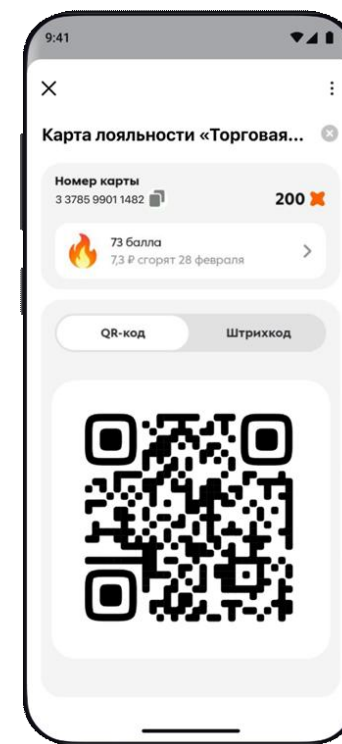 9:41
Карта лояльности «Торговая...
Номер карты
3 3785 9901 1482
200
73 балла
7,3 ₽ сгорят 28 февраля
QR-код
Штрихкод